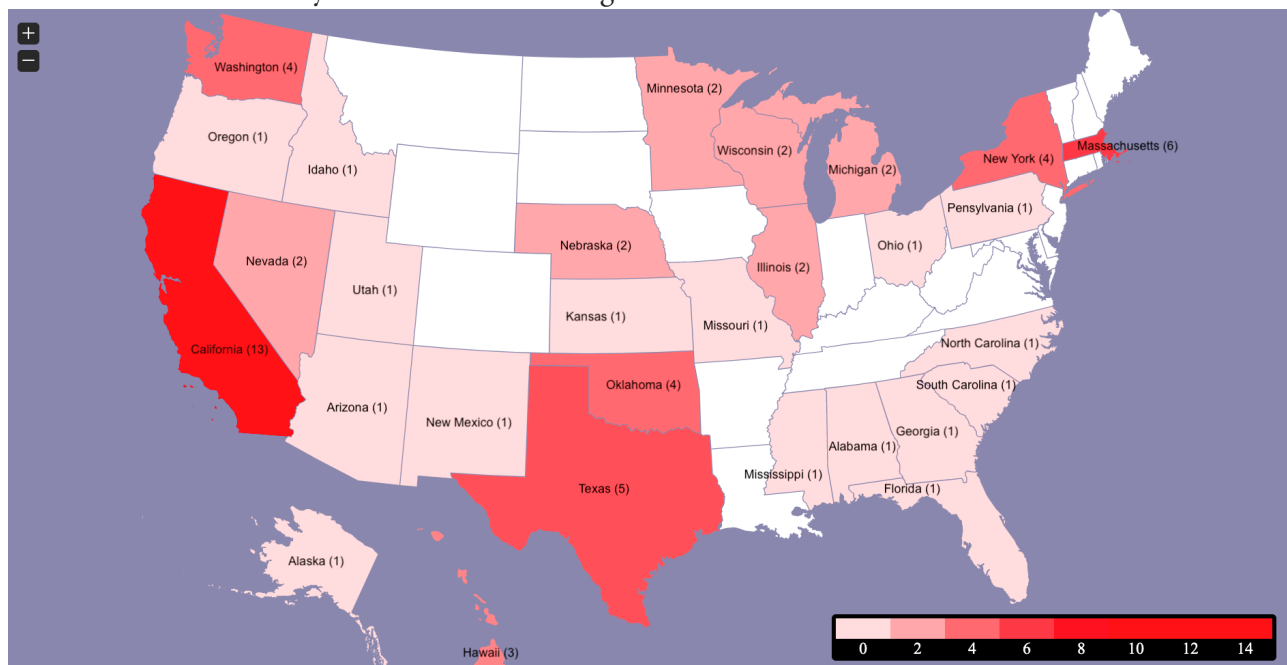 +
−
Washington (4)
Minnesota (2)
Oregon (1)
Wisconsin (2)
Massachusetts (6)
New York (4)
Idaho (1)
Michigan (2)
Pensylvania (1)
Nebraska (2)
Ohio (1)
Nevada (2)
Illinois (2)
Utah (1)
Kansas (1)
Missouri (1)
North Carolina (1)
California (13)
Oklahoma (4)
South Carolina (1)
Arizona (1)
New Mexico (1)
Georgia (1)
Alabama (1)
Mississippi (1)
Texas (5)
Florida (1)
Alaska (1)
Hawaii (3)
0 2 4 6 8 10 12 14